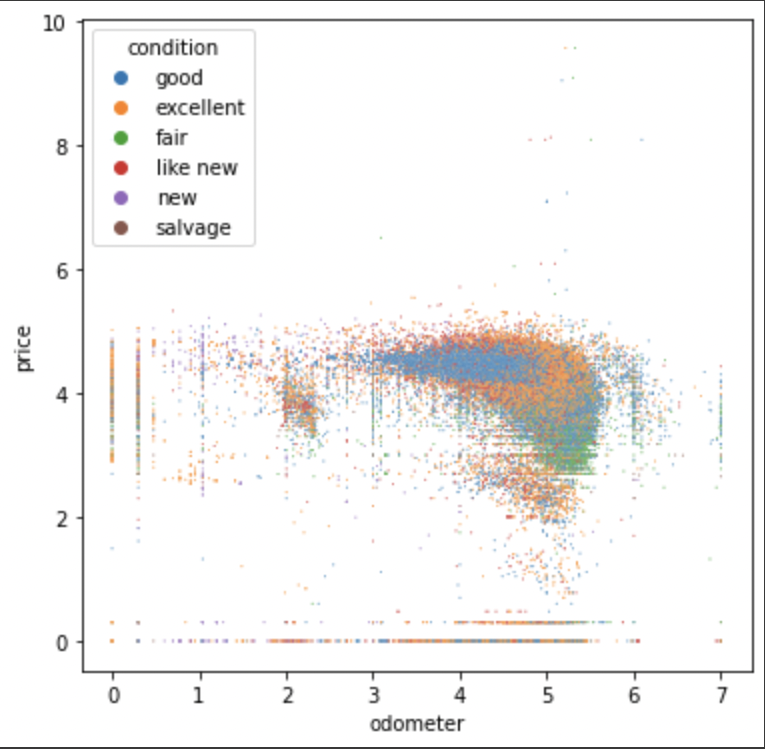 10
condition
good
excellent
fair
like new
new
salvage
8
6
4
2
0
price
0 1 2 3 4 5 6 7
odometer